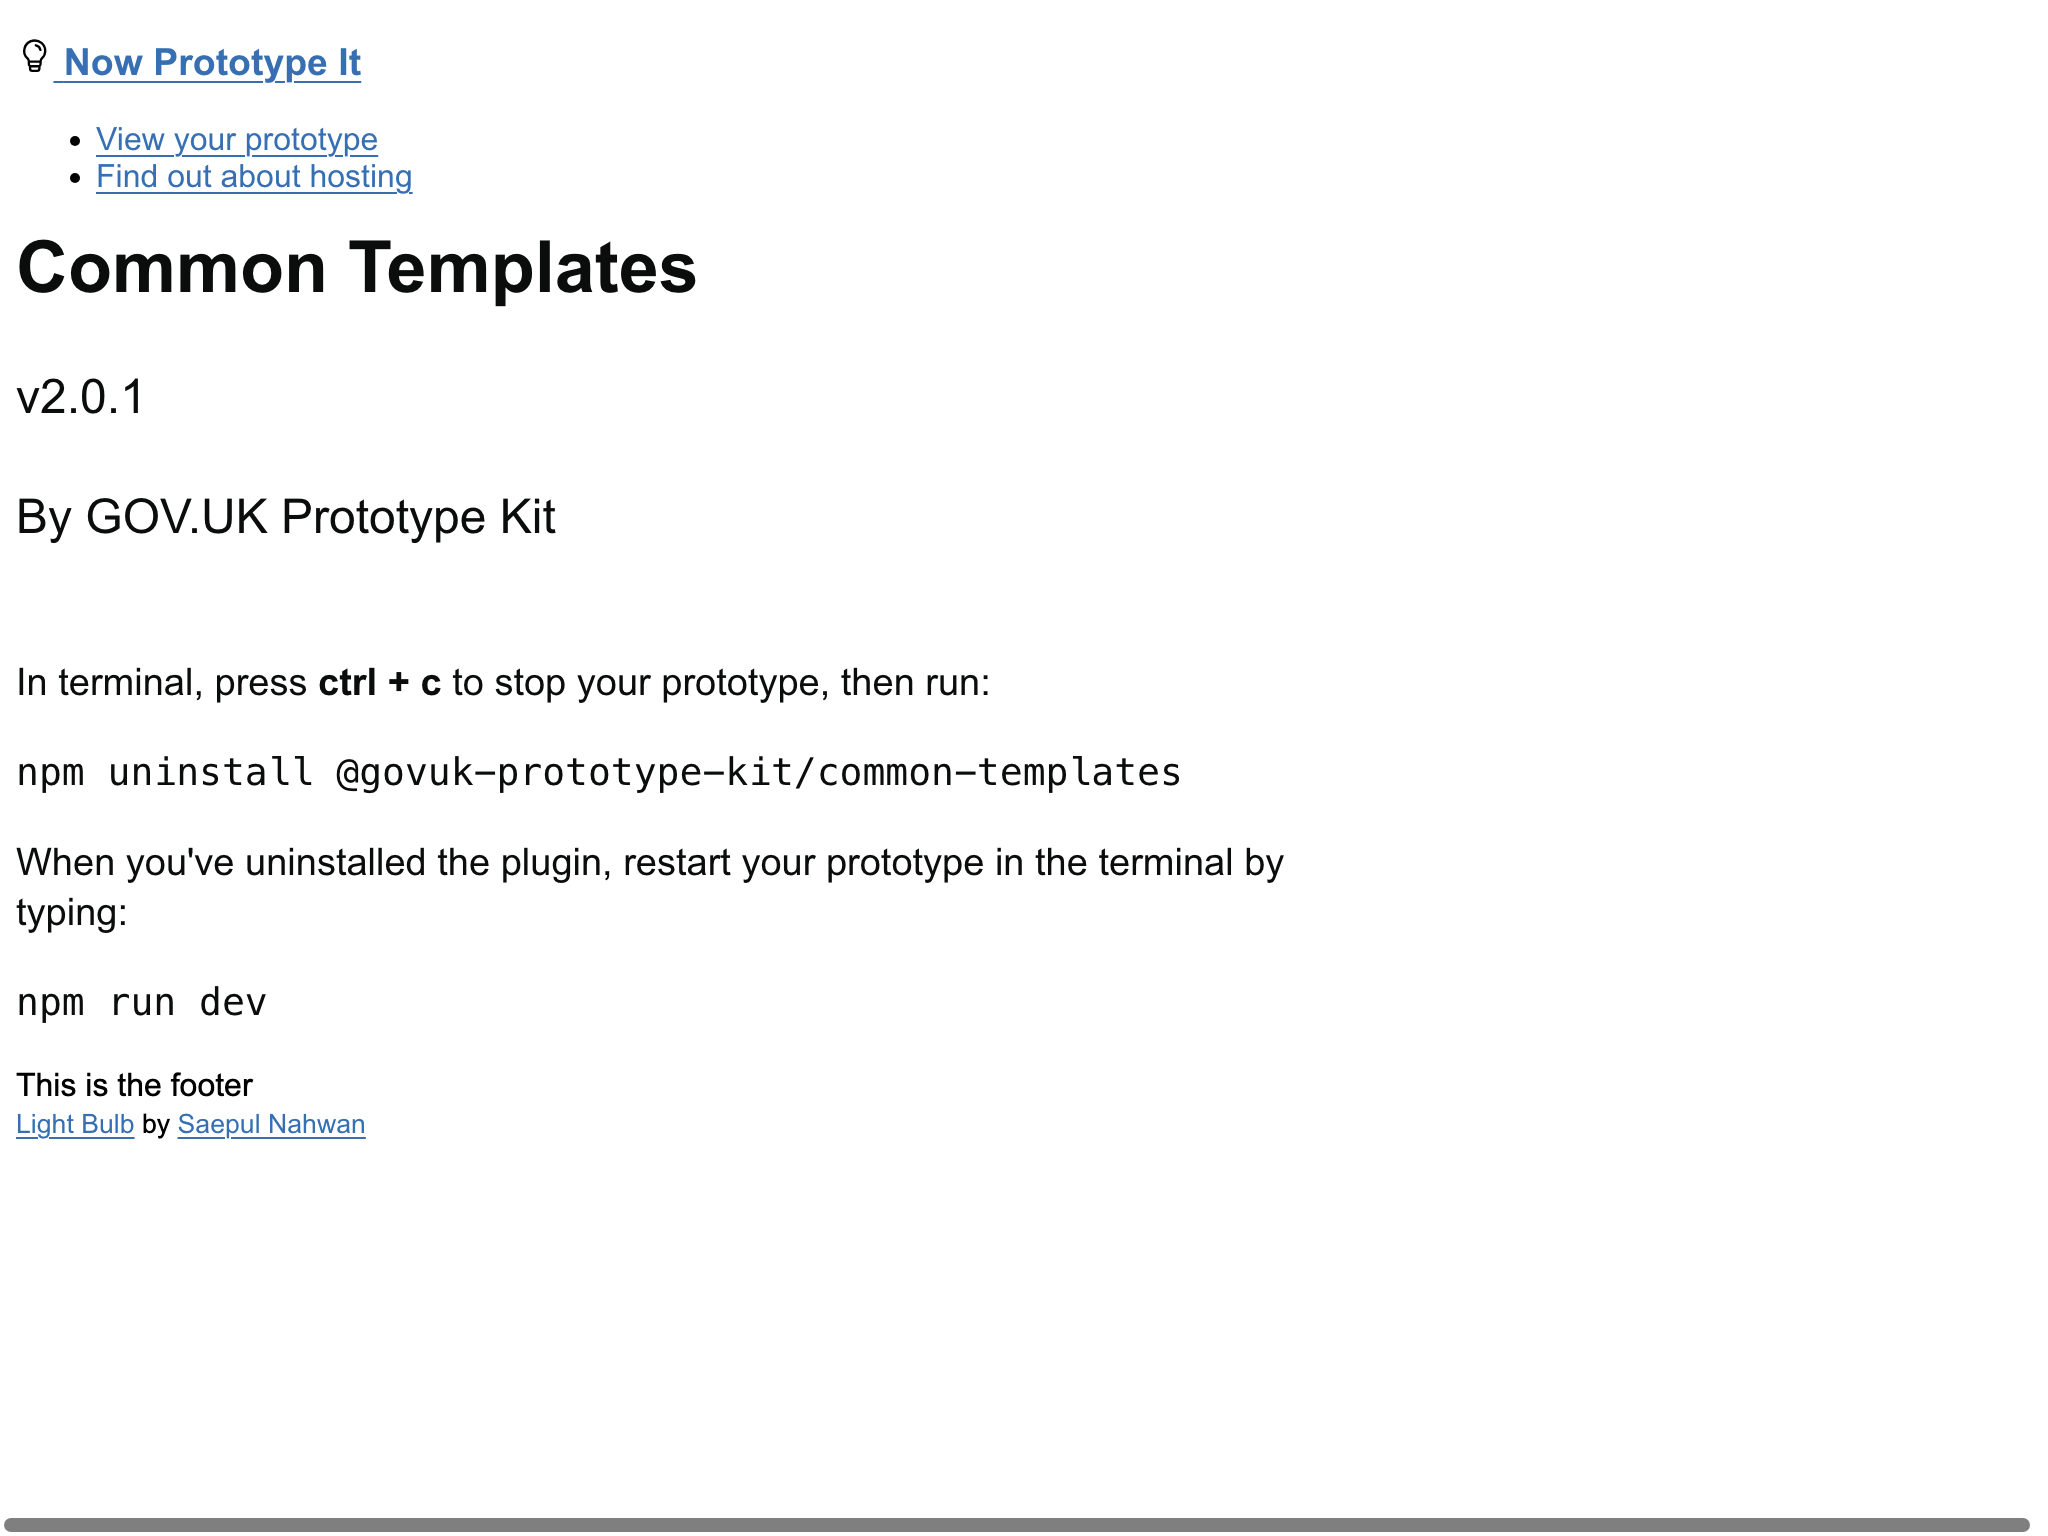 Now Prototype It
View your prototype
Find out about hosting
Common Templates
v2.0.1
By GOV.UK Prototype Kit
In terminal, press ctrl + c to stop your prototype, then run:
npm uninstall @govuk-prototype-kit/common-templates
When you've uninstalled the plugin, restart your prototype in the terminal by
typing:
npm run dev
This is the footer
Light Bulb by Saepul Nahwan